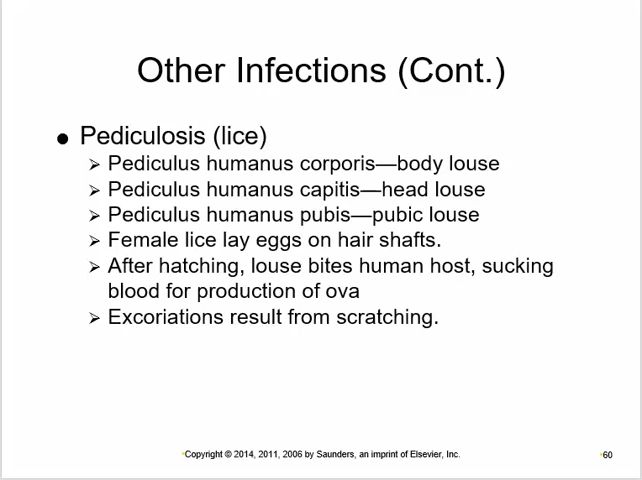 Other Infections (Cont.)
● Pediculosis (lice)
➢ Pediculus humanus corporis—body louse
➢ Pediculus humanus capitis—head louse
➢ Pediculus humanus pubis—pubic louse
➢ Female lice lay eggs on hair shafts.
➢ After hatching, louse bites human host, sucking
blood for production of ova
➢ Excoriations result from scratching.
•Copyright © 2014, 2011, 2006 by Saunders, an imprint of Elsevier, Inc.
•60